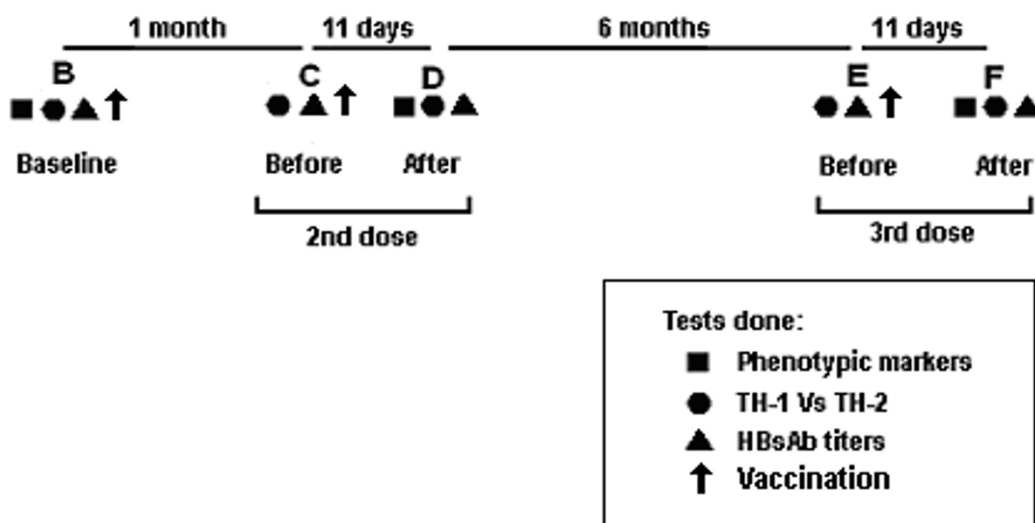 1 month 11 days 6 months 11 days
B C D E F
Baseline Before After Before After
2nd dose 3rd dose
Tests done:
Phenotypic markers
TH-1 Vs TH-2
HBsAb titers
Vaccination